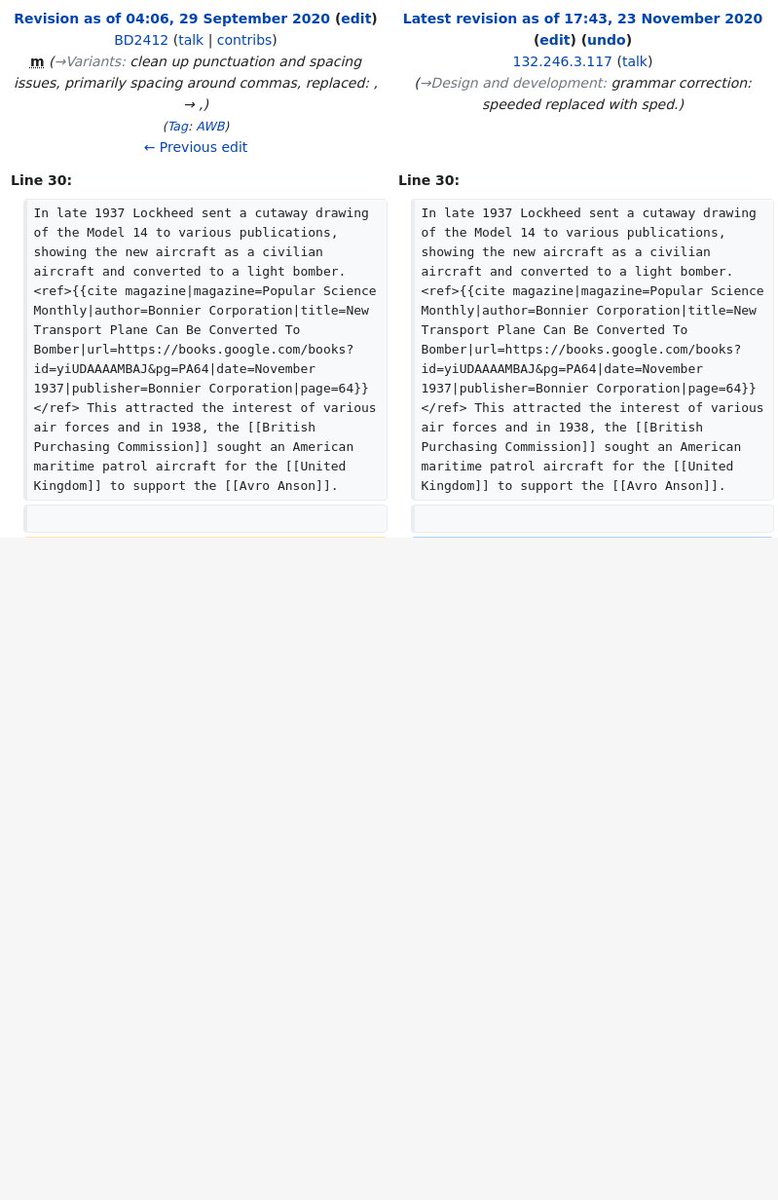 Revision as of 04:06, 29 September 2020 (edit)
BD2412 (talk | contribs)
m (→Variants: clean up punctuation and spacing
issues, primarily spacing around commas, replaced: ,
→ ,)
(Tag: AWB)
← Previous edit
Latest revision as of 17:43, 23 November 2020
(edit) (undo)
132.246.3.117 (talk)
(→Design and development: grammar correction:
speeded replaced with sped.)
Line 30:
In late 1937 Lockheed sent a cutaway drawing
of the Model 14 to various publications,
showing the new aircraft as a civilian
aircraft and converted to a light bomber.
<ref>{{cite magazine|magazine=Popular Science
Monthly|author=Bonnier Corporation|title=New
Transport Plane Can Be Converted To
Bomber|url=https://books.google.com/books?
id=yiUDAAAAMBAJ&pg=PA64|date=November
1937|publisher=Bonnier Corporation|page=64}}
</ref> This attracted the interest of various
air forces and in 1938, the [[British
Purchasing Commission]] sought an American
maritime patrol aircraft for the [[United
Kingdom]] to support the [[Avro Anson]].
Line 30:
In late 1937 Lockheed sent a cutaway drawing
of the Model 14 to various publications,
showing the new aircraft as a civilian
aircraft and converted to a light bomber.
<ref>{{cite magazine|magazine=Popular Science
Monthly|author=Bonnier Corporation|title=New
Transport Plane Can Be Converted To
Bomber|url=https://books.google.com/books?
id=yiUDAAAAMBAJ&pg=PA64|date=November
1937|publisher=Bonnier Corporation|page=64}}
</ref> This attracted the interest of various
air forces and in 1938, the [[British
Purchasing Commission]] sought an American
maritime patrol aircraft for the [[United
Kingdom]] to support the [[Avro Anson]].